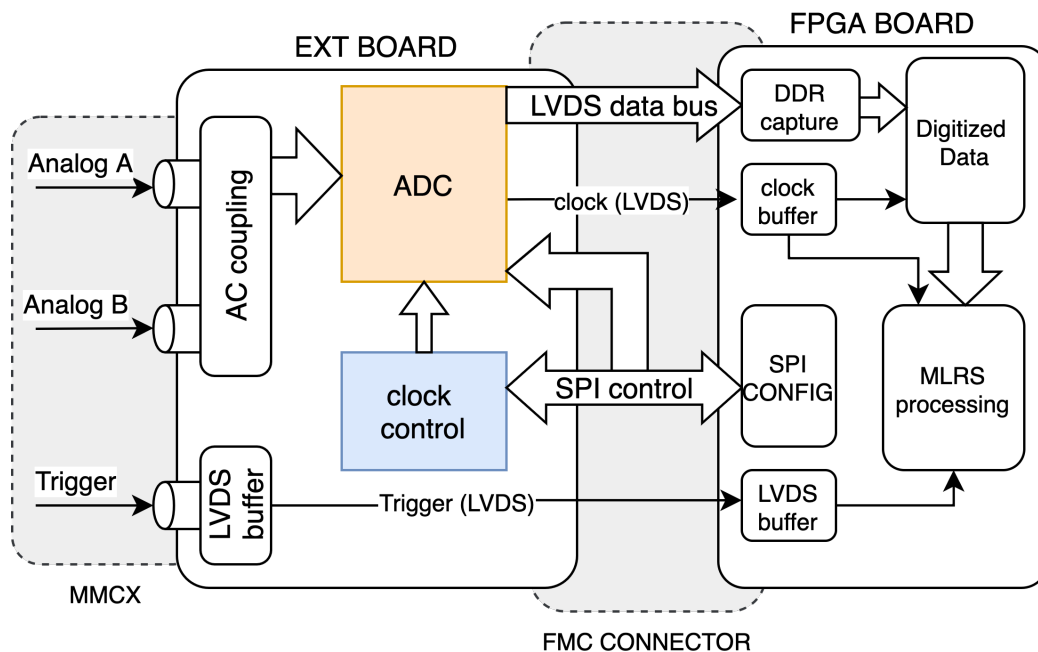 FPGA BOARD
EXT BOARD
LVDS data bus
DDR
capture
Digitized
Data
Analog A
AC coupling
ADC
clock (LVDS)
clock
buffer
Analog B
clock
control
SPI control
SPI
CONFIG
MLRS
processing
Trigger
LVDS
buffer
Trigger (LVDS)
LVDS
buffer
MMCX
FMC CONNECTOR